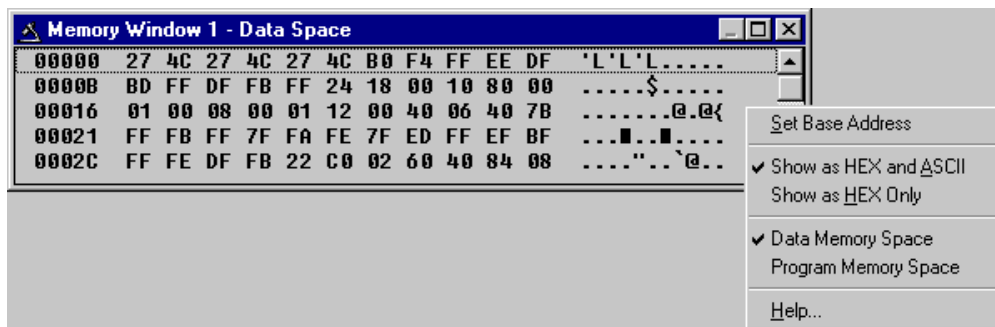 Memory Window 1 - Data Space
00000 27 4C 27 4C 27 4C B0 F4 FF EE DF 'L'L'L.....
0000B BD FF DF FB FF 24 18 00 10 80 00 .....$.....
00016 01 00 08 00 01 12 00 40 06 40 7B .......@.@{
00021 FF FB FF 7F FA FE 7F ED FF EF BF ...█..█....
0002C FF FE DF FB 22 C0 02 60 40 84 08 ...."..`@..
Set Base Address
Show as HEX and ASCII
Show as HEX Only
Data Memory Space
Program Memory Space
Help...